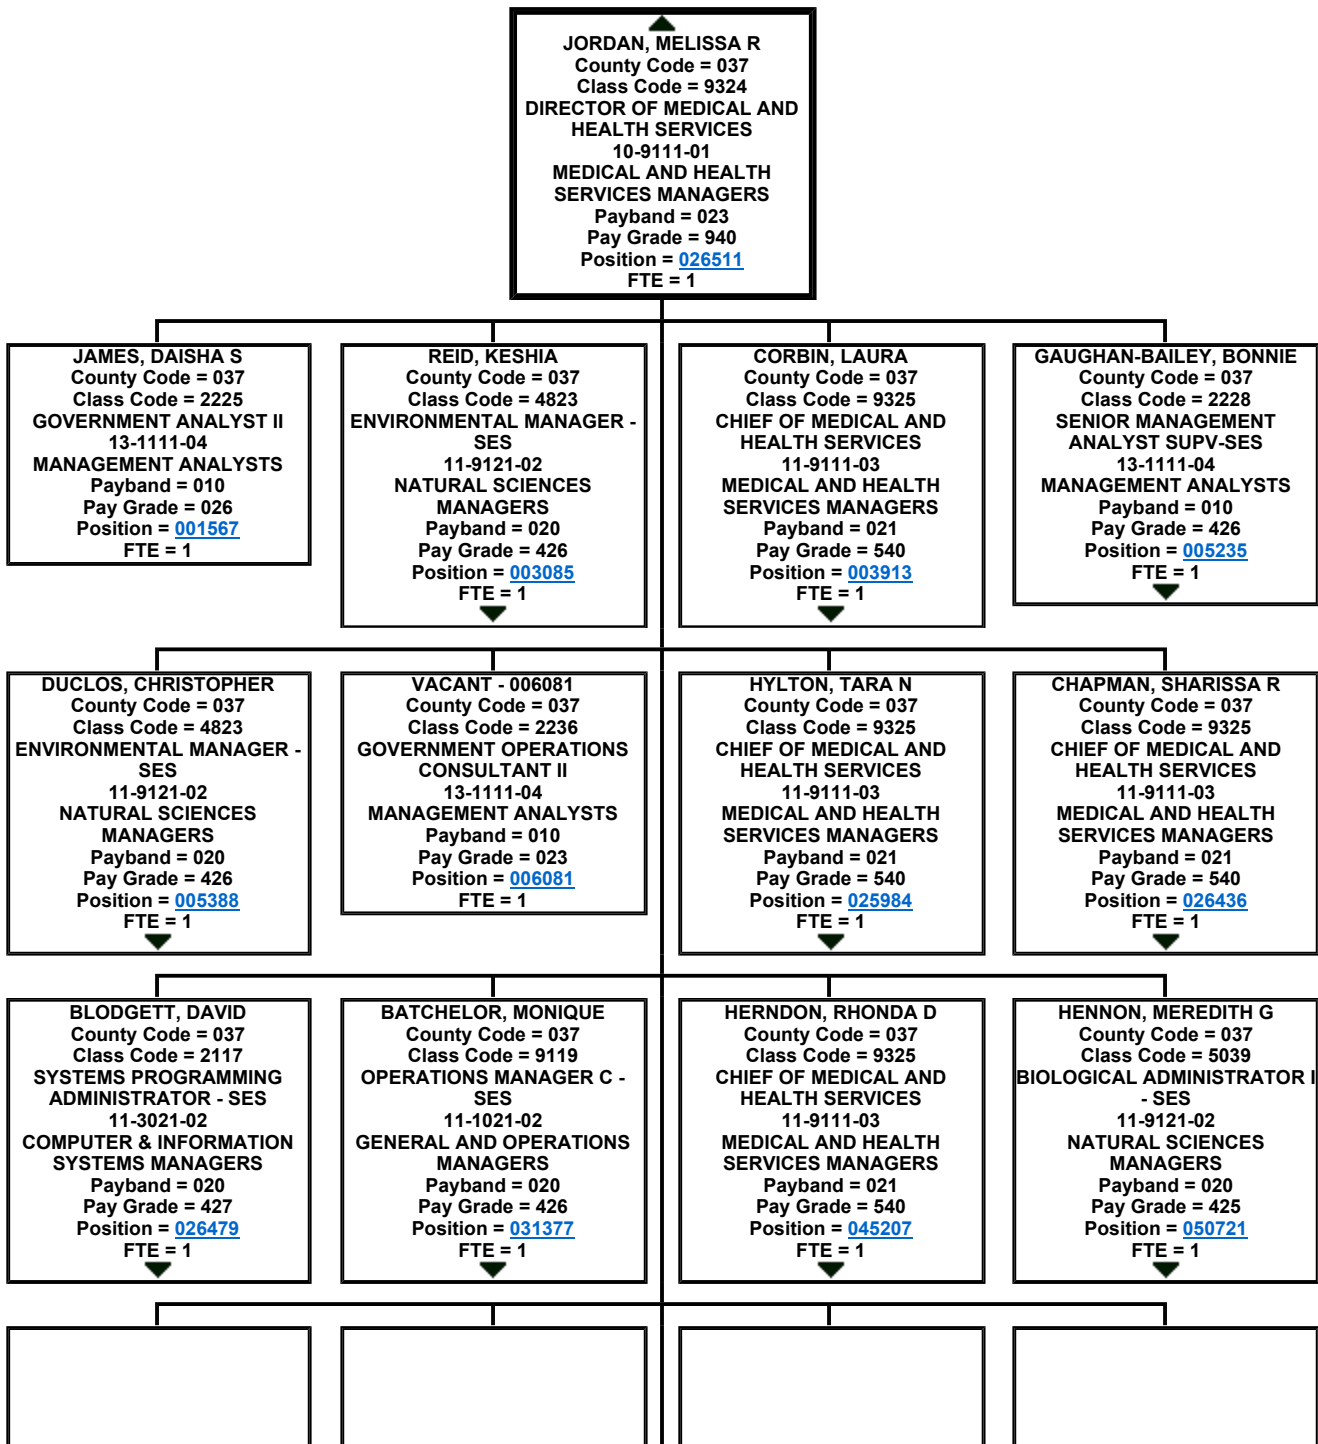 JORDAN, MELISSA R
County Code = 037
Class Code = 9324
DIRECTOR OF MEDICAL AND
HEALTH SERVICES
10-9111-01
MEDICAL AND HEALTH
SERVICES MANAGERS
Payband = 023
Pay Grade = 940
Position = 026511
FTE = 1
JAMES, DAISHA S
County Code = 037
Class Code = 2225
GOVERNMENT ANALYST II
13-1111-04
MANAGEMENT ANALYSTS
Payband = 010
Pay Grade = 026
Position = 001567
FTE = 1
REID, KESHIA
County Code = 037
Class Code = 4823
ENVIRONMENTAL MANAGER -
SES
11-9121-02
NATURAL SCIENCES
MANAGERS
Payband = 020
Pay Grade = 426
Position = 003085
FTE = 1
CORBIN, LAURA
County Code = 037
Class Code = 9325
CHIEF OF MEDICAL AND
HEALTH SERVICES
11-9111-03
MEDICAL AND HEALTH
SERVICES MANAGERS
Payband = 021
Pay Grade = 540
Position = 003913
FTE = 1
GAUGHAN-BAILEY, BONNIE
County Code = 037
Class Code = 2228
SENIOR MANAGEMENT
ANALYST SUPV-SES
13-1111-04
MANAGEMENT ANALYSTS
Payband = 010
Pay Grade = 426
Position = 005235
FTE = 1
DUCLOS, CHRISTOPHER
County Code = 037
Class Code = 4823
ENVIRONMENTAL MANAGER -
SES
11-9121-02
NATURAL SCIENCES
MANAGERS
Payband = 020
Pay Grade = 426
Position = 005388
FTE = 1
VACANT - 006081
County Code = 037
Class Code = 2236
GOVERNMENT OPERATIONS
CONSULTANT II
13-1111-04
MANAGEMENT ANALYSTS
Payband = 010
Pay Grade = 023
Position = 006081
FTE = 1
HYLTON, TARA N
County Code = 037
Class Code = 9325
CHIEF OF MEDICAL AND
HEALTH SERVICES
11-9111-03
MEDICAL AND HEALTH
SERVICES MANAGERS
Payband = 021
Pay Grade = 540
Position = 025984
FTE = 1
CHAPMAN, SHARISSA R
County Code = 037
Class Code = 9325
CHIEF OF MEDICAL AND
HEALTH SERVICES
11-9111-03
MEDICAL AND HEALTH
SERVICES MANAGERS
Payband = 021
Pay Grade = 540
Position = 026436
FTE = 1
BLODGETT, DAVID
County Code = 037
Class Code = 2117
SYSTEMS PROGRAMMING
ADMINISTRATOR - SES
11-3021-02
COMPUTER & INFORMATION
SYSTEMS MANAGERS
Payband = 020
Pay Grade = 427
Position = 026479
FTE = 1
BATCHELOR, MONIQUE
County Code = 037
Class Code = 9119
OPERATIONS MANAGER C -
SES
11-1021-02
GENERAL AND OPERATIONS
MANAGERS
Payband = 020
Pay Grade = 426
Position = 031377
FTE = 1
HERNDON, RHONDA D
County Code = 037
Class Code = 9325
CHIEF OF MEDICAL AND
HEALTH SERVICES
11-9111-03
MEDICAL AND HEALTH
SERVICES MANAGERS
Payband = 021
Pay Grade = 540
Position = 045207
FTE = 1
HENNON, MEREDITH G
County Code = 037
Class Code = 5039
BIOLOGICAL ADMINISTRATOR I
- SES
11-9121-02
NATURAL SCIENCES
MANAGERS
Payband = 020
Pay Grade = 425
Position = 050721
FTE = 1